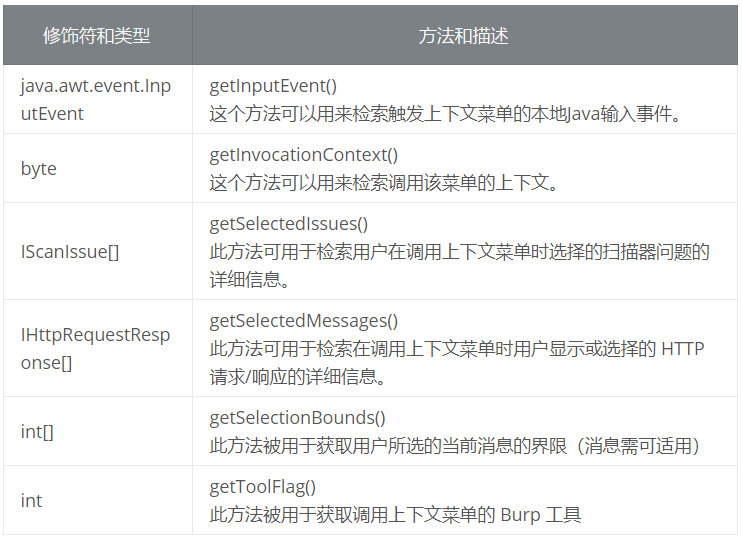 修饰符和类型
方法和描述
java.awt.event.Inp
utEvent
getInputEvent()
这个方法可以用来检索触发上下文菜单的本地Java输入事件。
byte
getInvocationContext()
这个方法可以用来检索调用该菜单的上下文。
IScanIssue[]
getSelectedIssues()
此方法可用于检索用户在调用上下文菜单时选择的扫描器问题的
详细信息。
IHttpRequestResp
onse[]
getSelectedMessages()
此方法可用于检索在调用上下文菜单时用户显示或选择的 HTTP
请求/响应的详细信息。
int[]
getSelectionBounds()
此方法被用于获取用户所选的当前消息的界限（消息需可适用）
int
getToolFlag()
此方法被用于获取调用上下文菜单的 Burp 工具